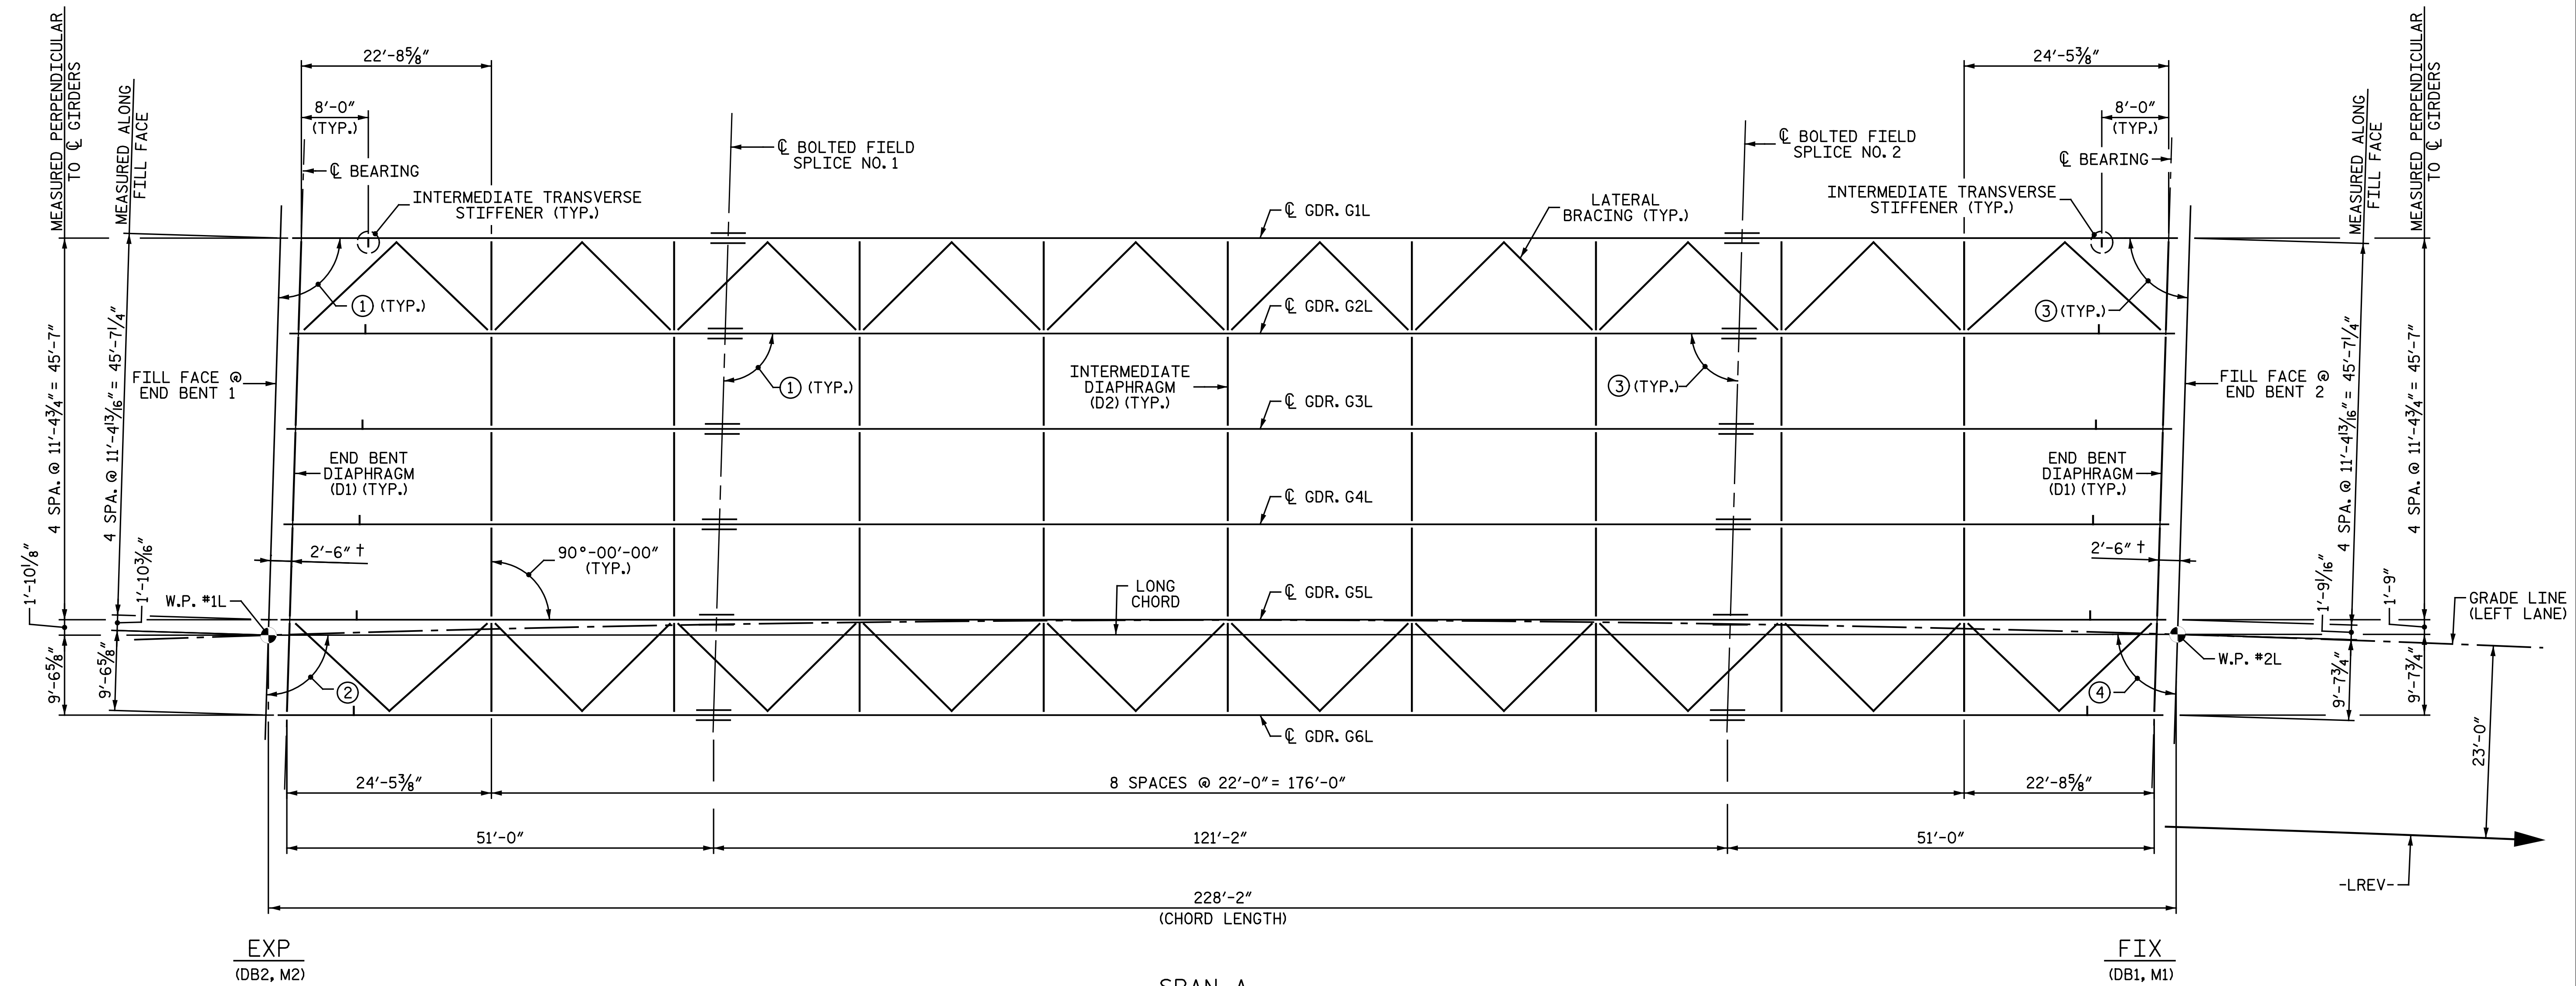 MEASURED PERPENDICULAR
TO ℄ GIRDERS
MEASURED ALONG
FILL FACE
22'-8⅝"
8'-0"
(TYP.)
℄ BEARING
INTERMEDIATE TRANSVERSE
STIFFENER (TYP.)
℄ BOLTED FIELD
SPLICE NO. 1
℄ BOLTED FIELD
SPLICE NO. 2
24'-5⅜"
8'-0"
(TYP.)
℄ BEARING
INTERMEDIATE TRANSVERSE
STIFFENER (TYP.)
MEASURED ALONG
FILL FACE
MEASURED PERPENDICULAR
TO ℄ GIRDERS
LATERAL
BRACING (TYP.)
℄ GDR. G1L
1 (TYP.)
℄ GDR. G2L
3 (TYP.)
4 SPA. @ 11'-4¾" = 45'-7"
4 SPA. @ 11'-4¹³⁄₁₆" = 45'-7¼"
FILL FACE @
END BENT 1
1 (TYP.)
INTERMEDIATE
DIAPHRAGM
(D2) (TYP.)
3 (TYP.)
℄ GDR. G3L
FILL FACE @
END BENT 2
4 SPA. @ 11'-4¹³⁄₁₆" = 45'-7¼"
4 SPA. @ 11'-4¾" = 45'-7"
END BENT
DIAPHRAGM
(D1) (TYP.)
℄ GDR. G4L
END BENT
DIAPHRAGM
(D1) (TYP.)
1'-10⅛"
1'-10³⁄₁₆"
2'-6" †
90°-00'-00"
(TYP.)
LONG
CHORD
℄ GDR. G5L
2'-6" †
1'-9¹⁄₁₆"
1'-9"
GRADE LINE
(LEFT LANE)
W.P. #1L
9'-6⅝"
9'-6⅝"
2
4
W.P. #2L
9'-7¾"
9'-7¾"
℄ GDR. G6L
23'-0"
24'-5⅜"
8 SPACES @ 22'-0" = 176'-0"
22'-8⅝"
51'-0"
121'-2"
51'-0"
-LREV-
228'-2"
(CHORD LENGTH)
EXP
(DB2, M2)
FIX
(DB1, M1)
SPAN A